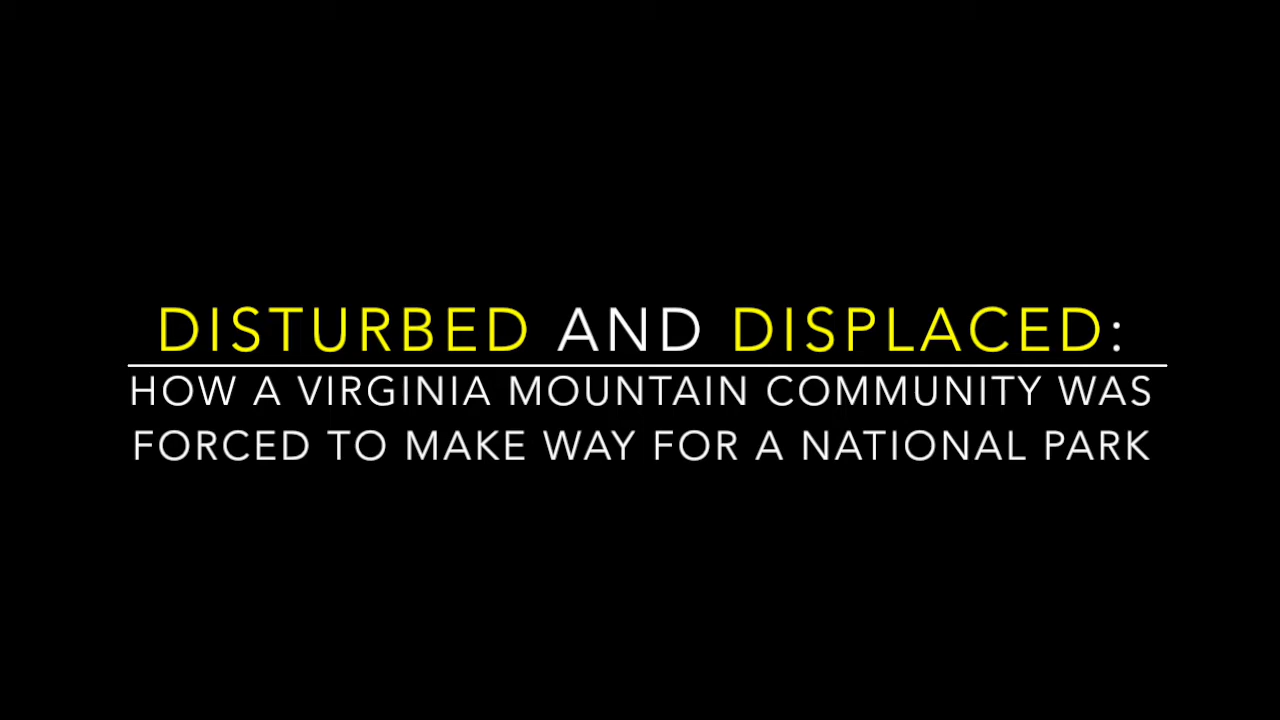 DISTURBED AND DISPLACED:
HOW A VIRGINIA MOUNTAIN COMMUNITY WAS
FORCED TO MAKE WAY FOR A NATIONAL PARK